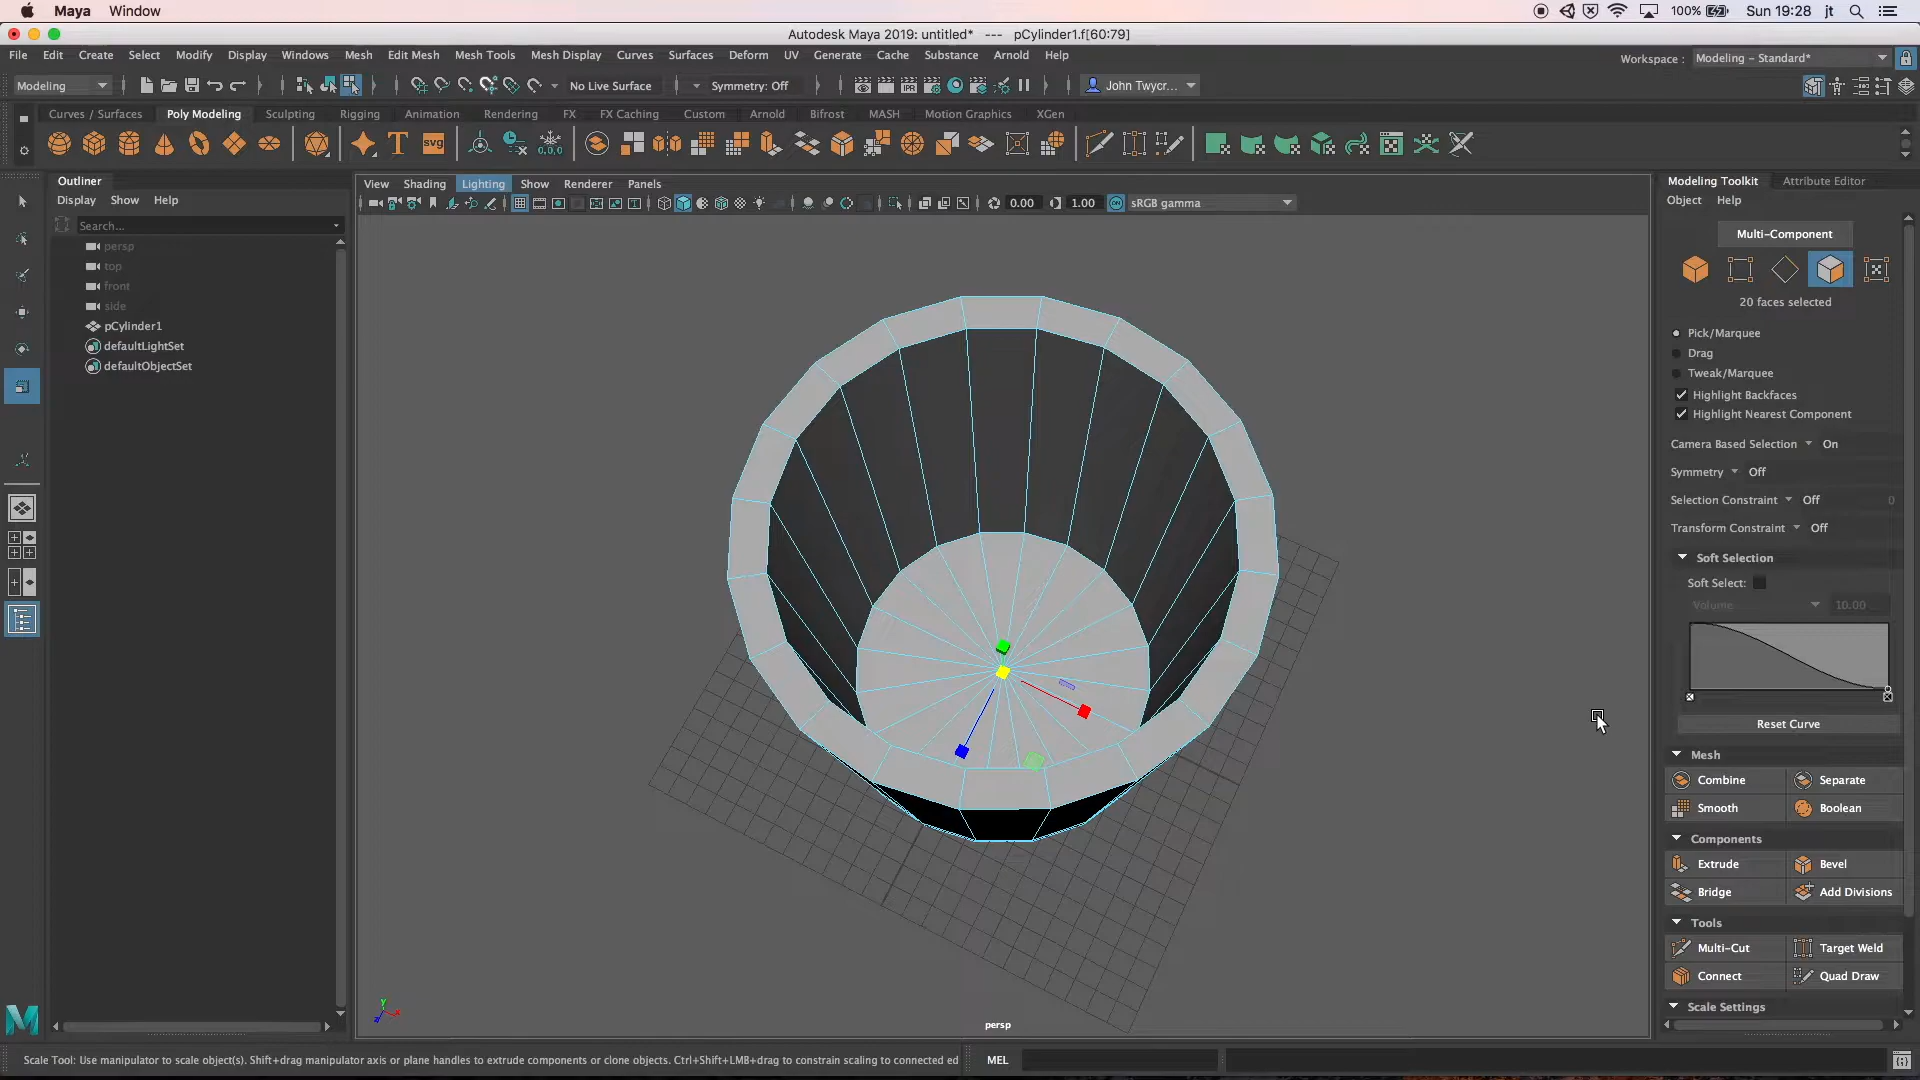 Maya Window 100% Sun 19:28 jt
Autodesk Maya 2019: untitled* --- pCylinder1.f[60:79]
File Edit Create Select Modify Display Windows Mesh Edit Mesh Mesh Tools Mesh Display Curves Surfaces Deform UV Generate Cache Substance Arnold Help
Workspace : Modeling - Standard*
Modeling No Live Surface Symmetry: Off John Twycr...
Curves / Surfaces Poly Modeling Sculpting Rigging Animation Rendering FX FX Caching Custom Arnold Bifrost MASH Motion Graphics XGen
T svg 0,0,0
Outliner
Display Show Help
Search...
persp
top
front
side
pCylinder1
defaultLightSet
defaultObjectSet
View Shading Lighting Show Renderer Panels
0.00 1.00 sRGB gamma
y
x
z
persp
Modeling Toolkit Attribute Editor
Object Help
Multi-Component
20 faces selected
Pick/Marquee
Drag
Tweak/Marquee
Highlight Backfaces
Highlight Nearest Component
Camera Based Selection On
Symmetry Off
Selection Constraint Off 0
Transform Constraint Off
Soft Selection
Soft Select:
Volume 10.00
Reset Curve
Mesh
Combine Separate
Smooth Boolean
Components
Extrude Bevel
Bridge Add Divisions
Tools
Multi-Cut Target Weld
Connect Quad Draw
Scale Settings
Scale Tool: Use manipulator to scale object(s). Shift+drag manipulator axis or plane handles to extrude components or clone objects. Ctrl+Shift+LMB+drag to constrain scaling to connected ed
MEL